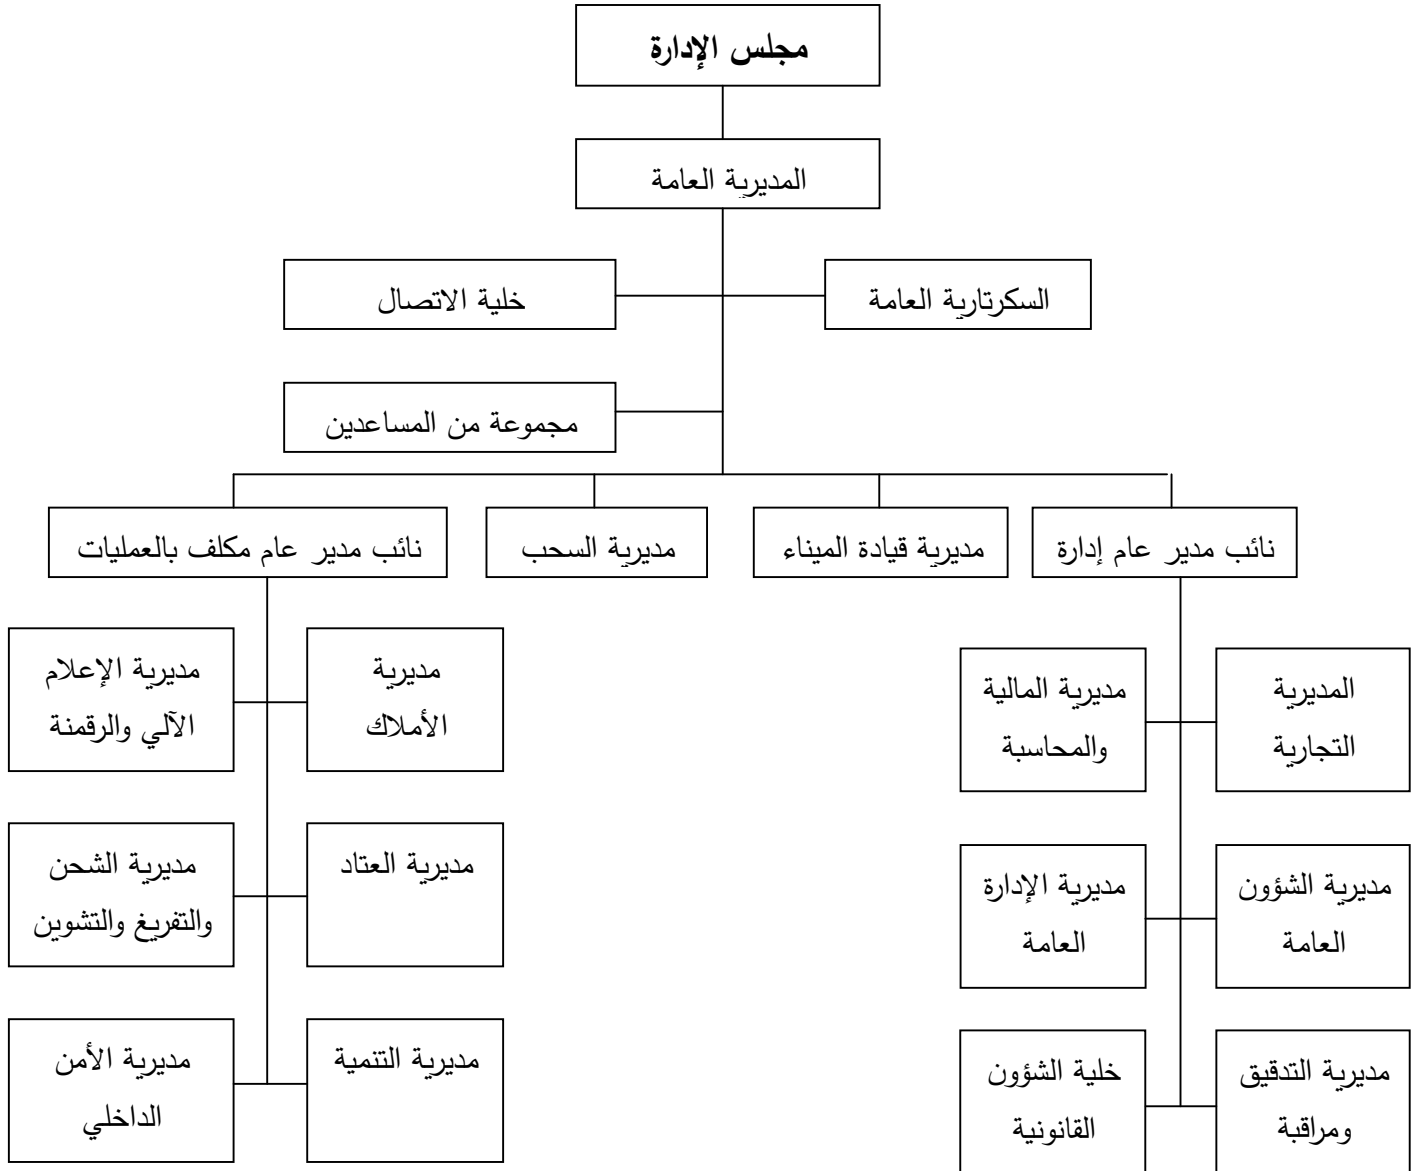 مجلس الإدارة
المديرية العامة
السكرتارية العامة
خلية الاتصال
مجموعة من المساعدين
نائب مدير عام إدارة
مديرية قيادة الميناء
مديرية السحب
نائب مدير عام مكلف بالعمليات
المديرية
التجارية
مديرية المالية
والمحاسبة
مديرية الشؤون
العامة
مديرية الإدارة
العامة
مديرية التدقيق
ومراقبة
خلية الشؤون
القانونية
مديرية
الأملاك
مديرية الإعلام
الآلي والرقمنة
مديرية العتاد
مديرية الشحن
والتفريغ والتشوين
مديرية التنمية
مديرية الأمن
الداخلي